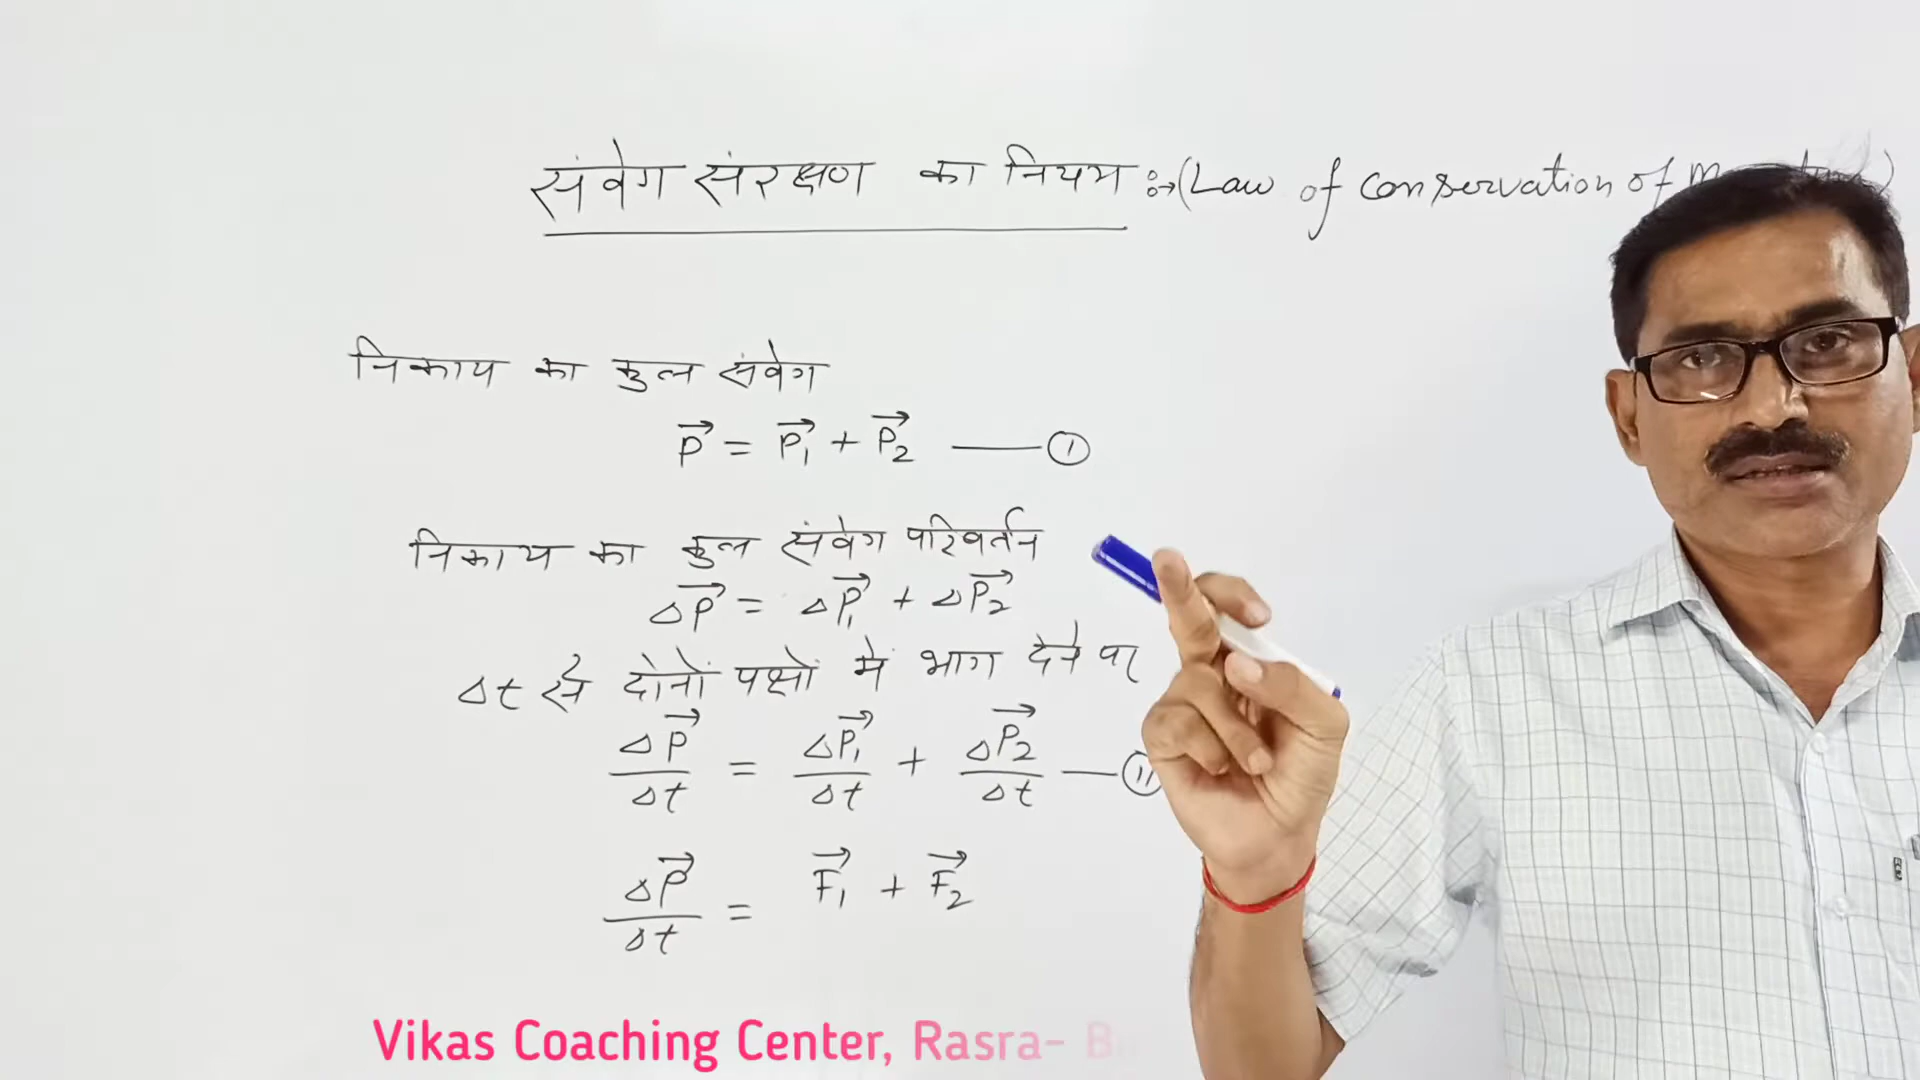 संवेग संरक्षण का नियम :→ (Law of conservation of
निकाय का कुल संवेग
P⃗ = P⃗₁ + P⃗₂ —— ①
निकाय का कुल संवेग परिवर्तन
ΔP⃗ = ΔP⃗₁ + ΔP⃗₂
Δt से दोनों पक्षों में भाग देने पर
ΔP⃗/Δt = ΔP⃗₁/Δt + ΔP⃗₂/Δt — ⑪
ΔP⃗/Δt = F⃗₁ + F⃗₂
Vikas Coaching Center, Rasra-